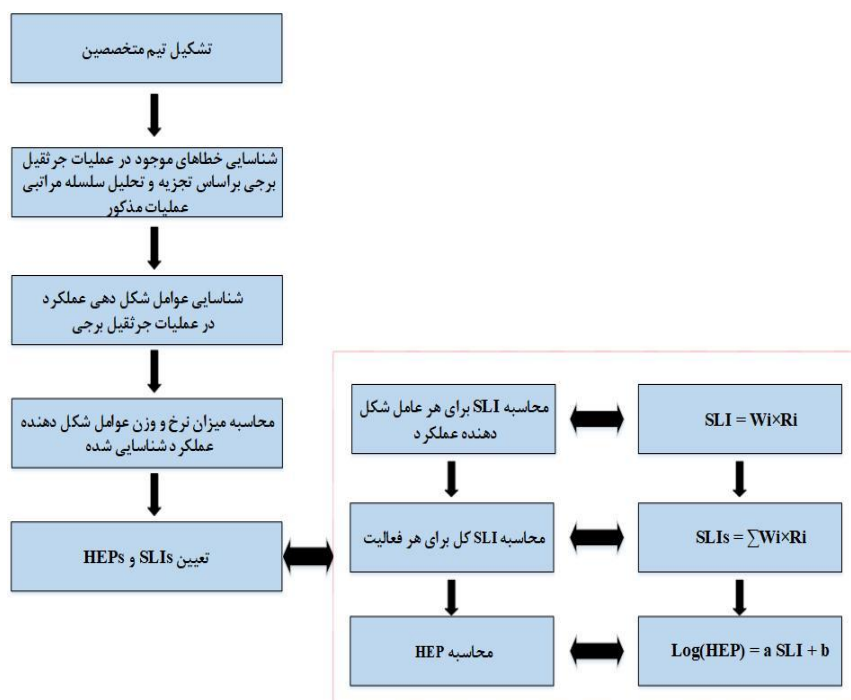 تشکیل تیم متخصصین
شناسایی خطاهای موجود در عملیات جرثقیل
برجی براساس تجزیه و تحلیل سلسله مراتبی
عملیات مذکور
شناسایی عوامل شکل دهی عملکرد
در عملیات جرثقیل برجی
محاسبه میزان نرخ و وزن عوامل شکل دهنده
عملکرد شناسایی شده
تعیین SLIs و HEPs
محاسبه SLI برای هر عامل شکل
دهنده عملکرد
SLI = Wi×Ri
محاسبه SLI کل برای هر فعالیت
SLIs = ∑Wi×Ri
محاسبه HEP
Log(HEP) = a SLI + b